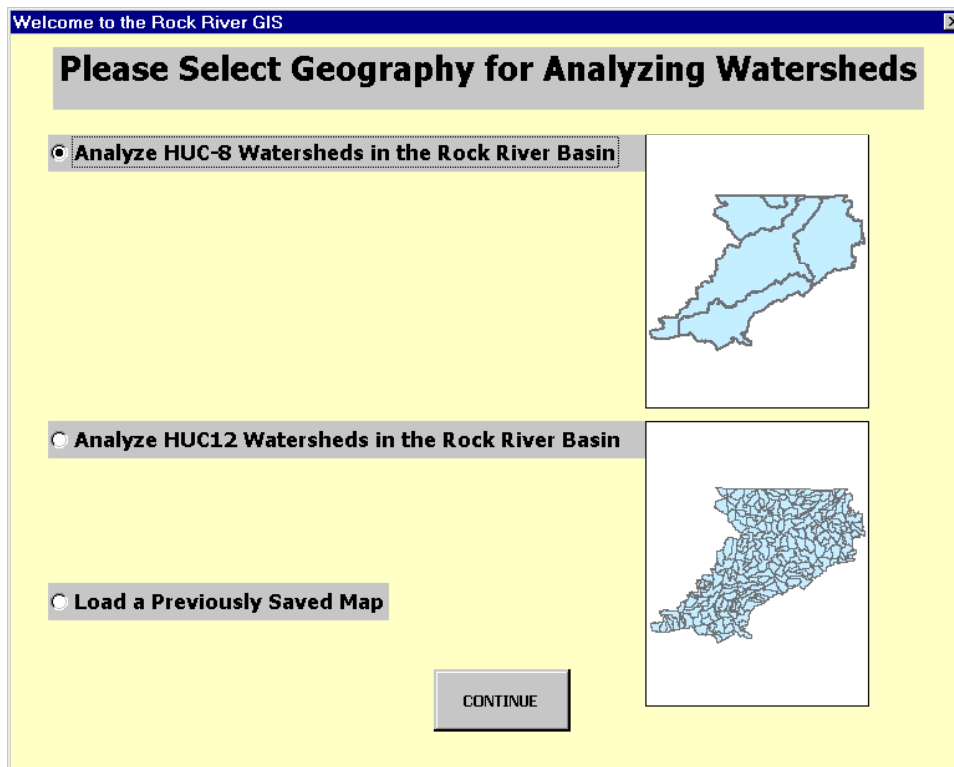 Welcome to the Rock River GIS
Please Select Geography for Analyzing Watersheds
Analyze HUC-8 Watersheds in the Rock River Basin
Analyze HUC12 Watersheds in the Rock River Basin
Load a Previously Saved Map
CONTINUE